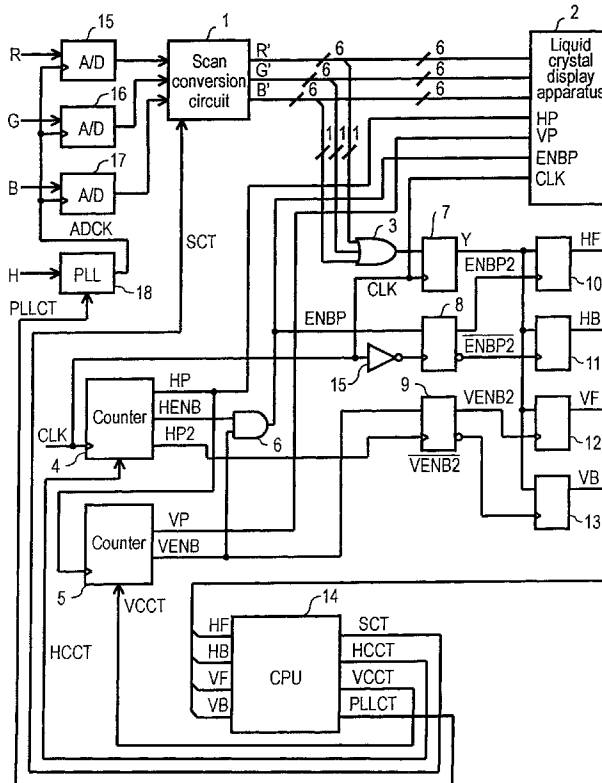 15
1
2
R
A/D
Scan
conversion
circuit
R'
6
6
G'
6
6
B'
6
6
Liquid
crystal
display
apparatus
HP
VP
ENBP
CLK
16
G
A/D
17
B
A/D
ADCK
SCT
1
1
1
3
7
Y
HF
ENBP2
10
H
PLL
18
PLLCT
CLK
8
ENBP
HB
ENBP2
11
15
HP
HENB
HP2
Counter
CLK
4
6
9
VENB2
VF
12
VENB2
VB
13
Counter
VP
VENB
5
VCCT
HCCT
14
HF
HB
VF
VB
CPU
SCT
HCCT
VCCT
PLLCT